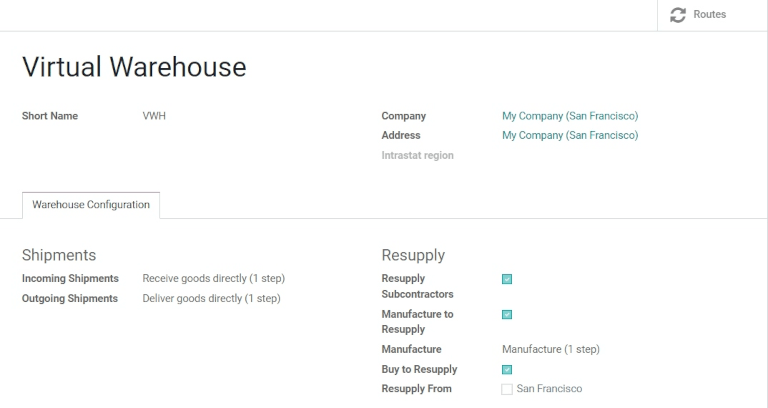 Routes
Virtual Warehouse
Short Name VWH
Company My Company (San Francisco)
Address My Company (San Francisco)
Intrastat region
Warehouse Configuration
Shipments
Incoming Shipments Receive goods directly (1 step)
Outgoing Shipments Deliver goods directly (1 step)
Resupply
Resupply
Subcontractors
Manufacture to
Resupply
Manufacture Manufacture (1 step)
Buy to Resupply
Resupply From San Francisco